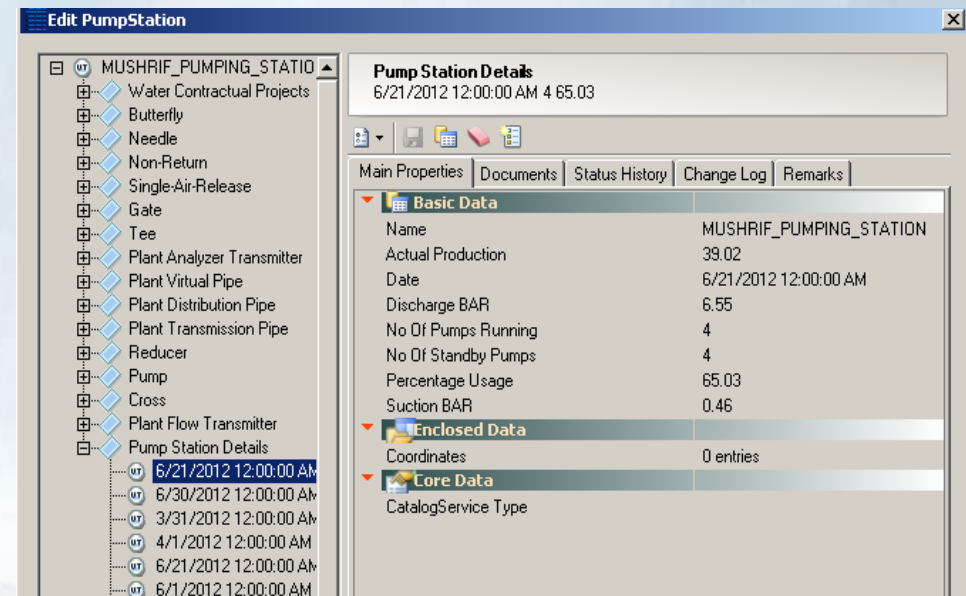 Edit PumpStation
MUSHRIF_PUMPING_STATIO
Water Contractual Projects
Butterfly
Needle
Non-Return
Single-Air-Release
Gate
Tee
Plant Analyzer Transmitter
Plant Virtual Pipe
Plant Distribution Pipe
Plant Transmission Pipe
Reducer
Pump
Cross
Plant Flow Transmitter
Pump Station Details
UT 6/21/2012 12:00:00 AM
UT 6/30/2012 12:00:00 AM
UT 3/31/2012 12:00:00 AM
UT 4/1/2012 12:00:00 AM
UT 6/21/2012 12:00:00 AM
UT 6/1/2012 12:00:00 AM
Pump Station Details
6/21/2012 12:00:00 AM 4 65.03
Main Properties Documents Status History Change Log Remarks
Basic Data
Name MUSHRIF_PUMPING_STATION
Actual Production 39.02
Date 6/21/2012 12:00:00 AM
Discharge BAR 6.55
No Of Pumps Running 4
No Of Standby Pumps 4
Percentage Usage 65.03
Suction BAR 0.46
Enclosed Data
Coordinates 0 entries
Core Data
CatalogService Type